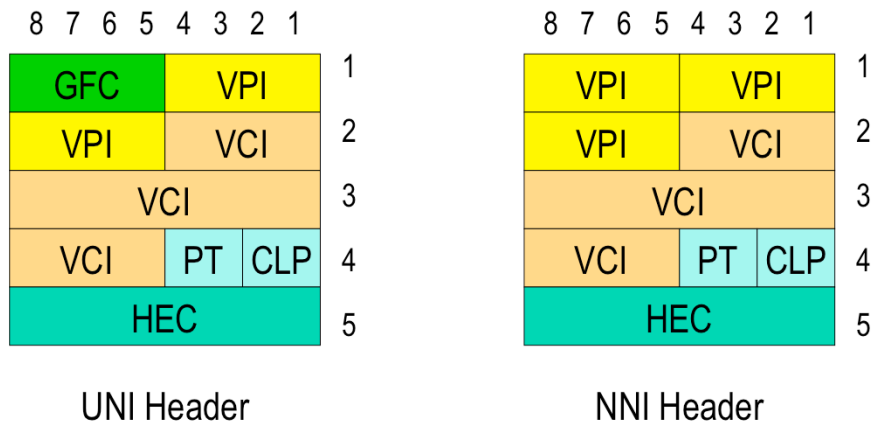 8 7 6 5 4 3 2 1
GFC VPI 1
VPI VCI 2
VCI 3
VCI PT CLP 4
HEC 5
UNI Header
8 7 6 5 4 3 2 1
VPI VPI 1
VPI VCI 2
VCI 3
VCI PT CLP 4
HEC 5
NNI Header